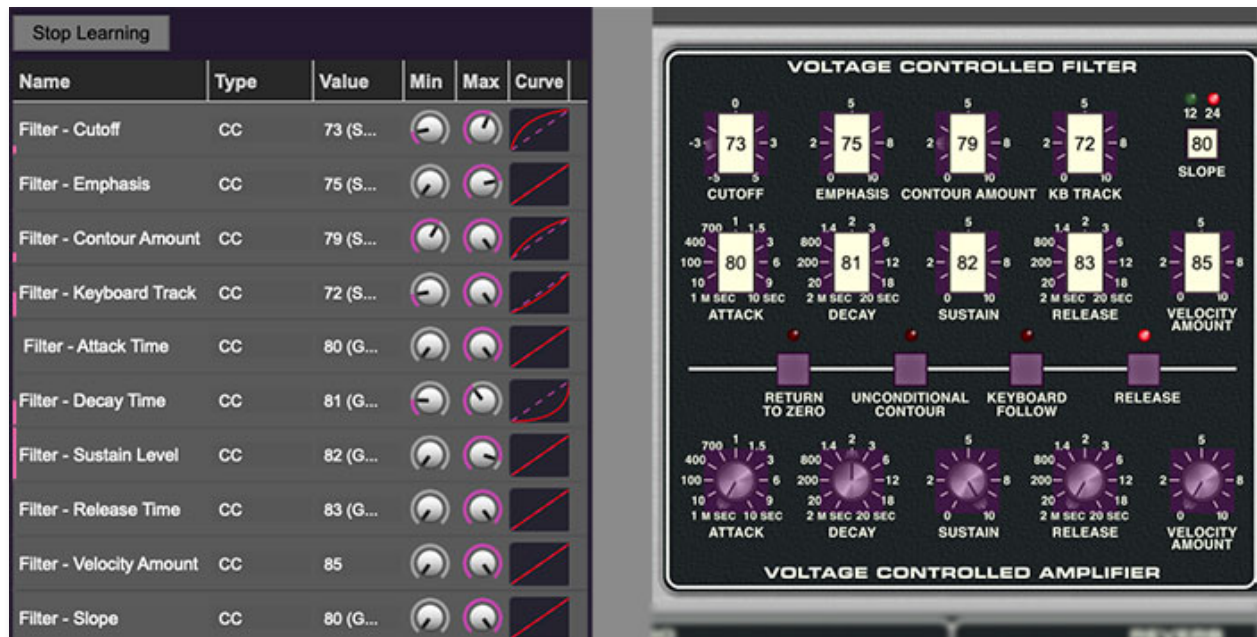 Stop Learning
Name Type Value Min Max Curve
Filter - Cutoff CC 73 (S...
Filter - Emphasis CC 75 (S...
Filter - Contour Amount CC 79 (S...
Filter - Keyboard Track CC 72 (S...
Filter - Attack Time CC 80 (G...
Filter - Decay Time CC 81 (G...
Filter - Sustain Level CC 82 (G...
Filter - Release Time CC 83 (G...
Filter - Velocity Amount CC 85
Filter - Slope CC 80 (G...
VOLTAGE CONTROLLED FILTER
0 5 5 5
12 24
-3 73 3 2 75 8 2 79 8 2 72 8 80
-5 5 0 10 0 10 0 10
SLOPE
CUTOFF EMPHASIS CONTOUR AMOUNT KB TRACK
700 1 1.5 1.4 2 3 5 1.4 2 3 5
400 3 800 6 800 6
100 80 6 200 81 12 2 82 8 200 83 12 2 85 8
10 9 20 18 20 18
1 M SEC 10 SEC 2 M SEC 20 SEC 0 10 2 M SEC 20 SEC 0 10
ATTACK DECAY SUSTAIN RELEASE VELOCITY
AMOUNT
RETURN
TO ZERO
UNCONDITIONAL
CONTOUR
KEYBOARD
FOLLOW
RELEASE
700 1 1.5 1.4 2 3 5 1.4 2 3 5
400 3 800 6 800 6
100 6 200 12 2 8 200 12 2 8
10 9 20 18 20 18
1 M SEC 10 SEC 2 M SEC 20 SEC 0 10 2 M SEC 20 SEC 0 10
ATTACK DECAY SUSTAIN RELEASE VELOCITY
AMOUNT
VOLTAGE CONTROLLED AMPLIFIER